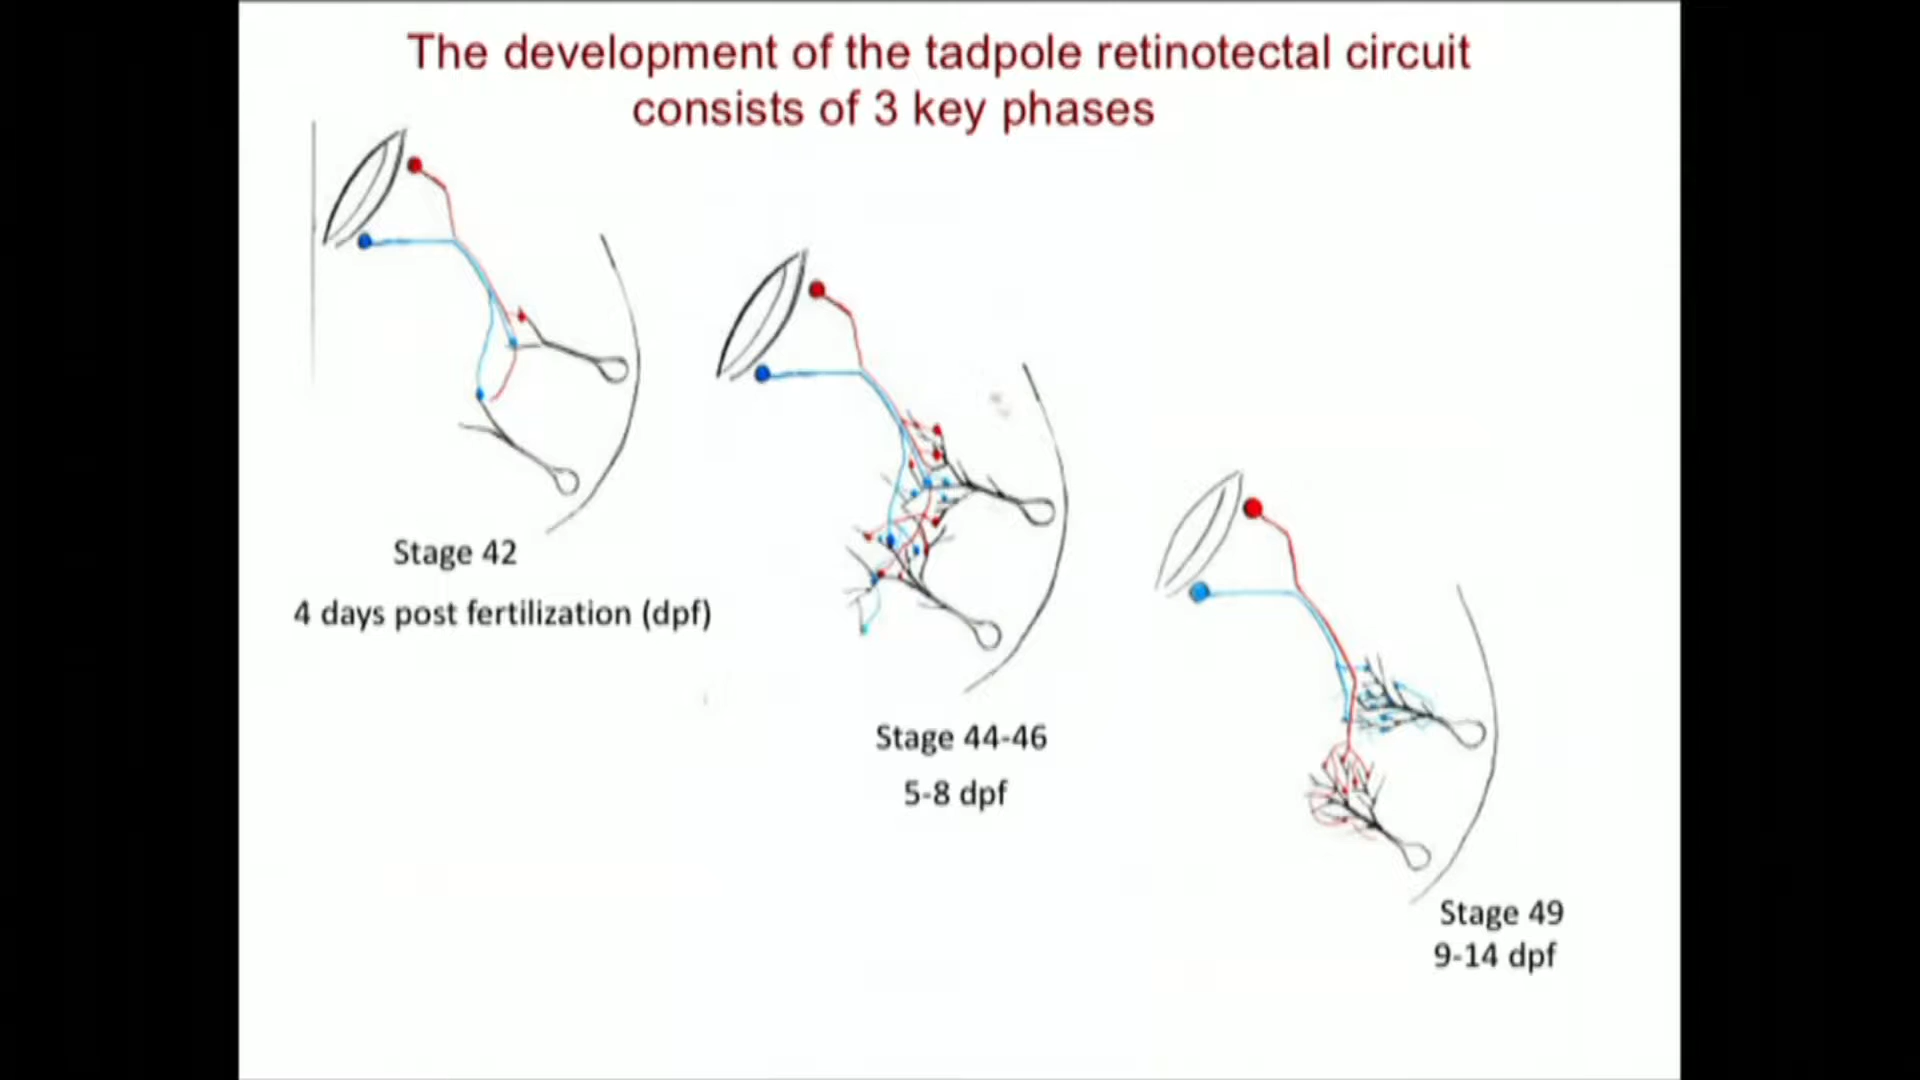 The development of the tadpole retinotectal circuit
consists of 3 key phases
Stage 42
4 days post fertilization (dpf)
Stage 44-46
5-8 dpf
Stage 49
9-14 dpf